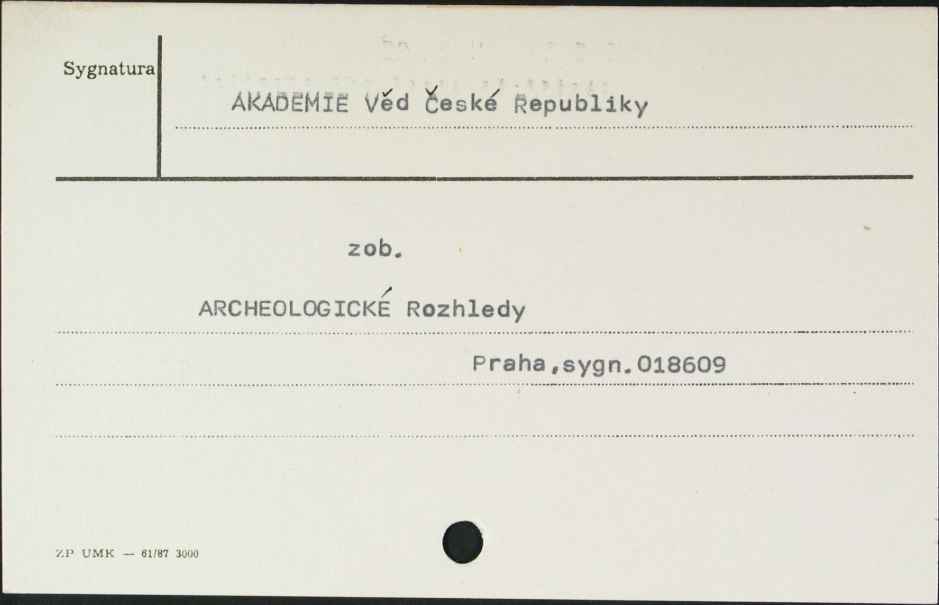 Sygnatura
AKADEMIE Věd České Republiky
zob.
ARCHEOLOGICKÉ Rozhledy
Praha,sygn.018609
ZP UMK — 61/87 3000